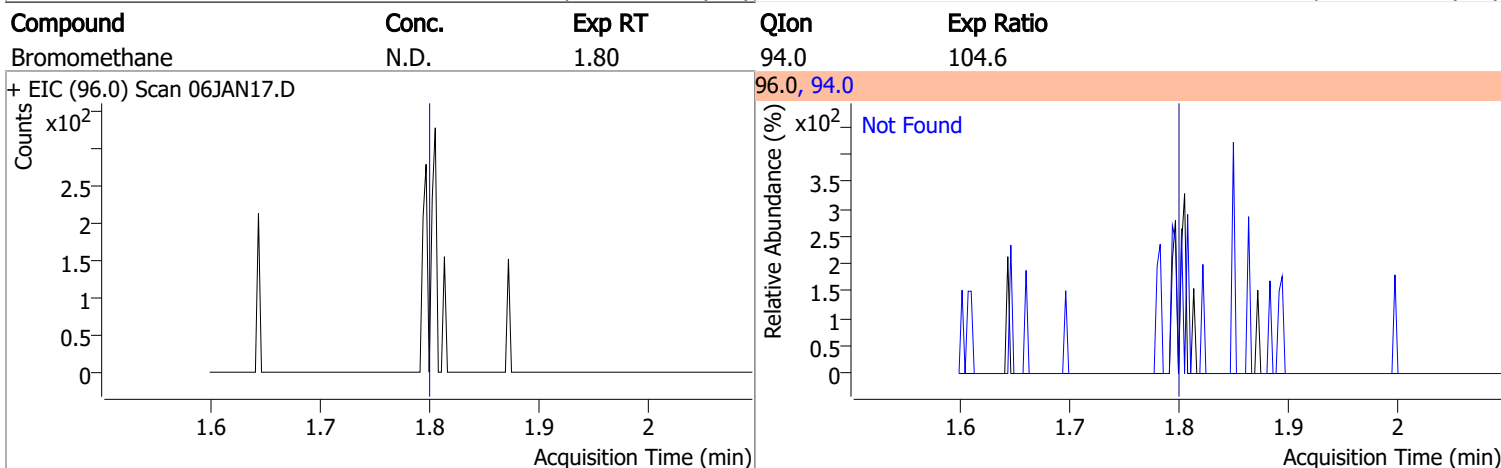 Compound Conc. Exp RT QIon Exp Ratio
Bromomethane N.D. 1.80 94.0 104.6
+ EIC (96.0) Scan 06JAN17.D
Counts
x10²
2.5
2
1.5
1
0.5
0
1.6 1.7 1.8 1.9 2
Acquisition Time (min)
96.0, 94.0
Relative Abundance (%)
x10²
Not Found
3.5
3
2.5
2
1.5
1
0.5
0
1.6 1.7 1.8 1.9 2
Acquisition Time (min)